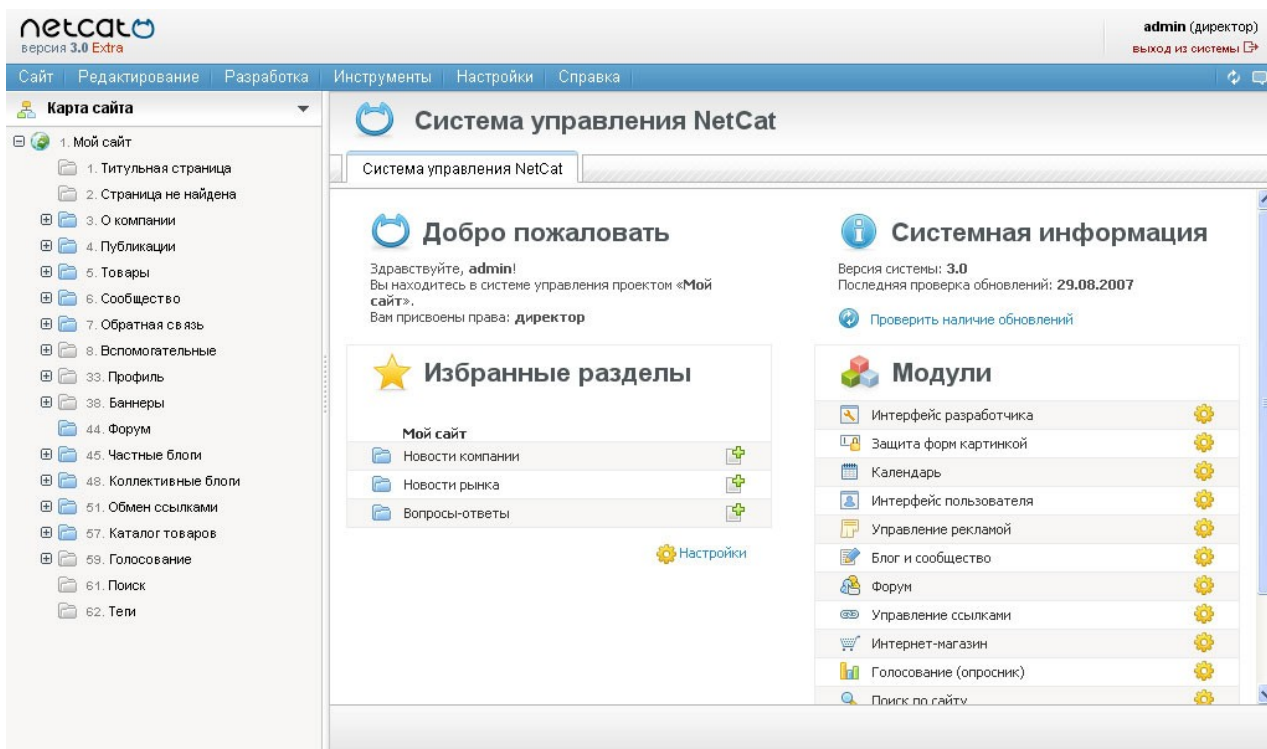 netcat
версия 3.0 Extra
admin (директор)
выход из системы
Сайт Редактирование Разработка Инструменты Настройки Справка
Карта сайта
1. Мой сайт
1. Титульная страница
2. Страница не найдена
3. О компании
4. Публикации
5. Товары
6. Сообщество
7. Обратная связь
8. Вспомогательные
33. Профиль
38. Баннеры
44. Форум
45. Частные блоги
48. Коллективные блоги
51. Обмен ссылками
57. Каталог товаров
59. Голосование
61. Поиск
62. Теги
Система управления NetCat
Система управления NetCat
Добро пожаловать
Здравствуйте, admin!
Вы находитесь в системе управления проектом «Мой
сайт».
Вам присвоены права: директор
Избранные разделы
Мой сайт
Новости компании
Новости рынка
Вопросы-ответы
Настройки
Системная информация
Версия системы: 3.0
Последняя проверка обновлений: 29.08.2007
Проверить наличие обновлений
Модули
Интерфейс разработчика
Защита форм картинкой
Календарь
Интерфейс пользователя
Управление рекламой
Блог и сообщество
Форум
Управление ссылками
Интернет-магазин
Голосование (опросник)
Поиск по сайту